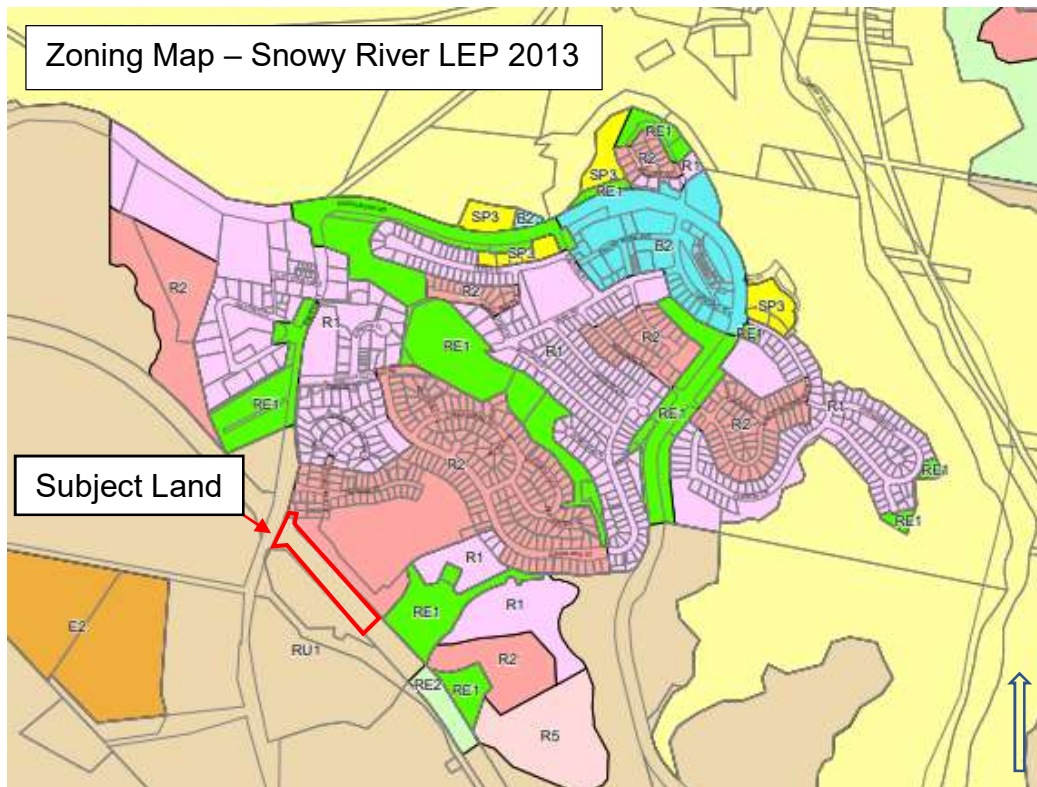 Zoning Map – Snowy River LEP 2013
RE1
R2
R1
SP3
RE1
SP3
B2
B2
SP3
R2
R2
SP3
R1
RE1
R1
R2
RE1
RE1
RE1
R2
R1
R2
RE1
RE1
Subject Land
R1
RE1
R1
E2
RU1
R2
RE2
RE1
R5